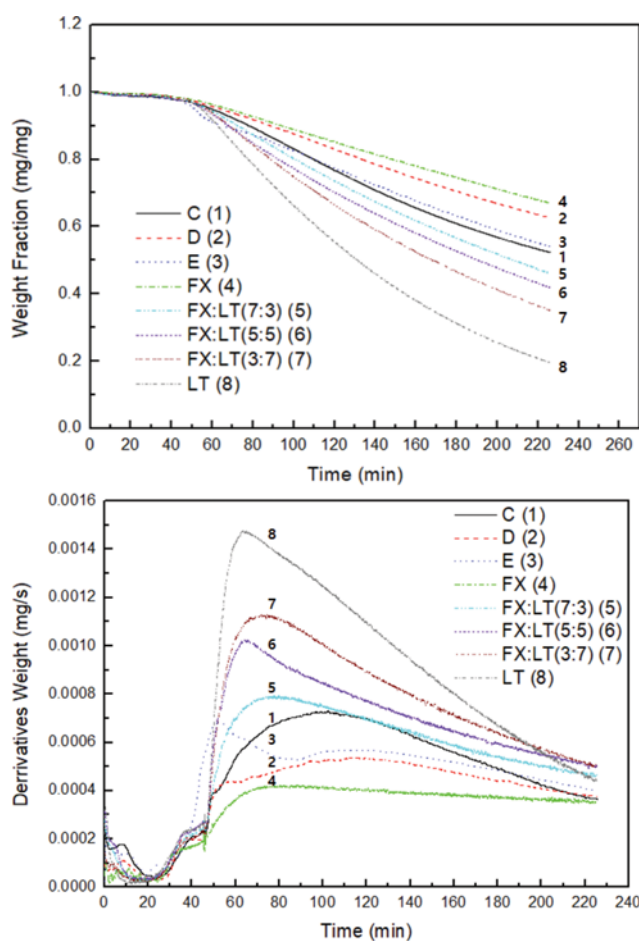 1.2
1.0
0.8
0.6
0.4
0.2
0.0
Weight Fraction (mg/mg)
C (1)
D (2)
E (3)
FX (4)
FX:LT(7:3) (5)
FX:LT(5:5) (6)
FX:LT(3:7) (7)
LT (8)
4
2
3
1
5
6
7
8
0 20 40 60 80 100 120 140 160 180 200 220 240 260
Time (min)
0.0016
0.0014
0.0012
0.0010
0.0008
0.0006
0.0004
0.0002
0.0000
Derivatives Weight (mg/s)
8
7
6
5
1
3
2
4
C (1)
D (2)
E (3)
FX (4)
FX:LT(7:3) (5)
FX:LT(5:5) (6)
FX:LT(3:7) (7)
LT (8)
0 20 40 60 80 100 120 140 160 180 200 220 240
Time (min)